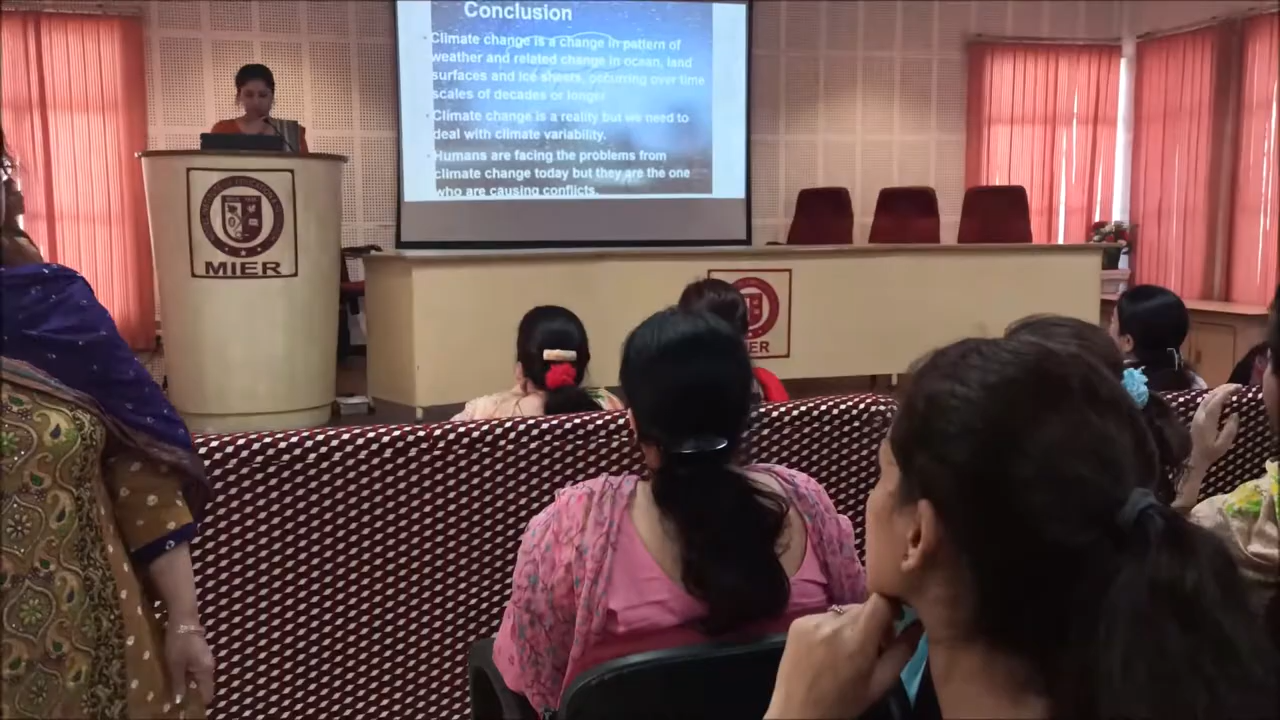 Conclusion
Climate change is a change in pattern of
weather and related change in ocean, land
surfaces and ice sheets, occurring over time
scales of decades or longer
Climate change is a reality but we need to
deal with climate variability.
Humans are facing the problems from
climate change today but they are the one
who are causing conflicts.
MIER
ER